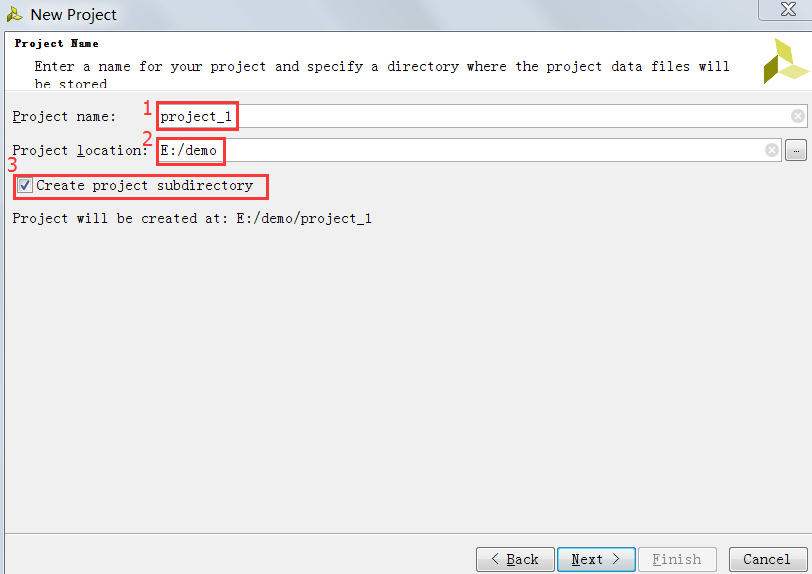 New Project
Project Name
Enter a name for your project and specify a directory where the project data files will
be stored
Project name: 1 project_1
Project location: 2 E:/demo ...
3
Create project subdirectory
Project will be created at: E:/demo/project_1
< Back Next > Finish Cancel